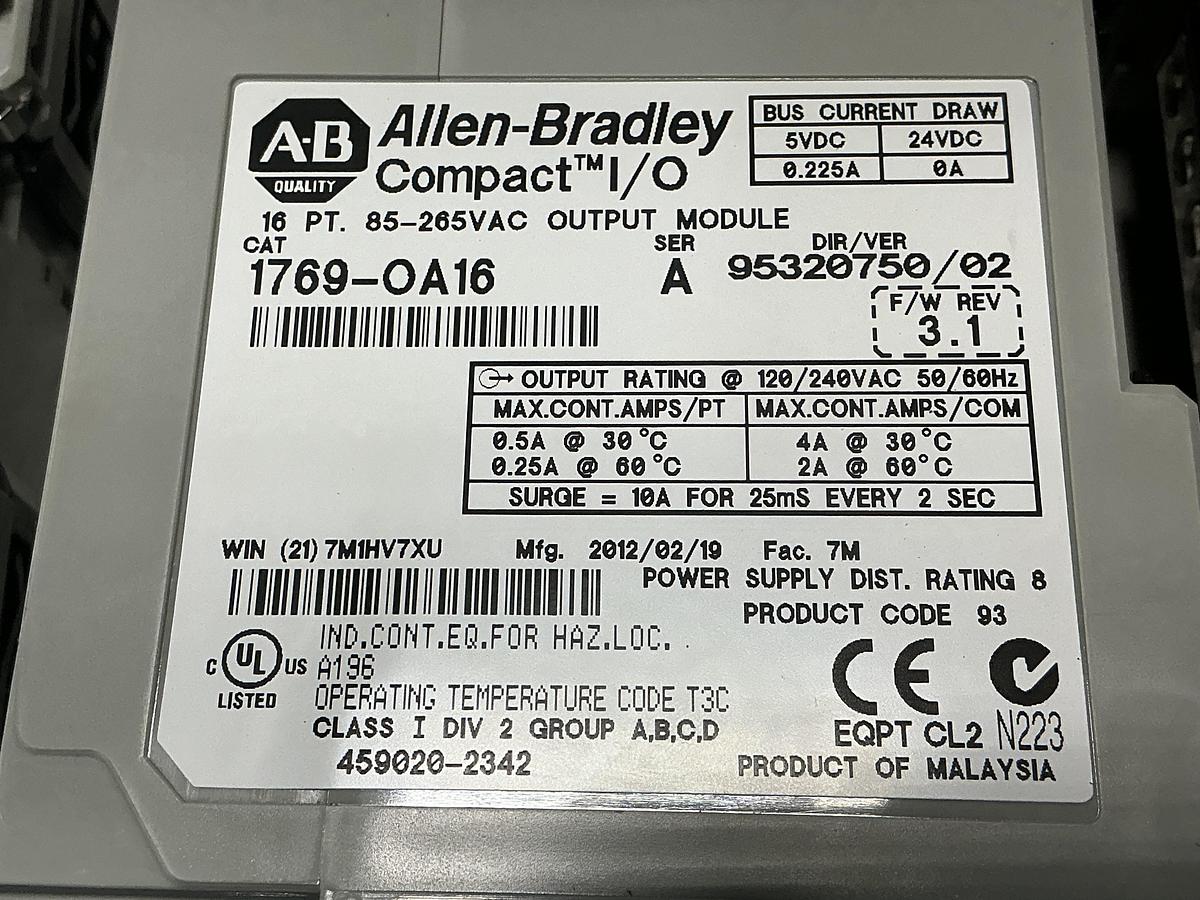 A-B
QUALITY
Allen-Bradley
Compact™ I/O
BUS CURRENT DRAW
5VDC 24VDC
0.225A 0A
16 PT. 85-265VAC OUTPUT MODULE
CAT SER DIR/VER
1769-OA16 A 95320750/02
F/W REV
3.1
OUTPUT RATING @ 120/240VAC 50/60Hz
MAX.CONT.AMPS/PT MAX.CONT.AMPS/COM
0.5A @ 30°C 4A @ 30°C
0.25A @ 60°C 2A @ 60°C
SURGE = 10A FOR 25mS EVERY 2 SEC
WIN (21) 7M1HV7XU Mfg. 2012/02/19 Fac. 7M
POWER SUPPLY DIST. RATING 8
PRODUCT CODE 93
IND.CONT.EQ.FOR HAZ.LOC.
C UL US A196
LISTED OPERATING TEMPERATURE CODE T3C
CLASS I DIV 2 GROUP A,B,C,D
CE
EQPT CL2 N223
459020-2342
PRODUCT OF MALAYSIA